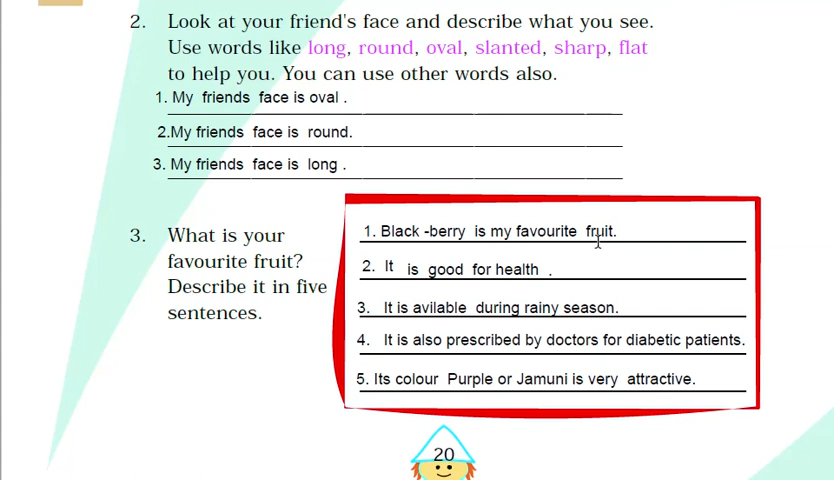 2. Look at your friend's face and describe what you see.
Use words like long, round, oval, slanted, sharp, flat
to help you. You can use other words also.
1. My friends face is oval .
2.My friends face is round.
3. My friends face is long .
3. What is your
favourite fruit?
Describe it in five
sentences.
1. Black -berry is my favourite fruit.
2. It is good for health .
3. It is avilable during rainy season.
4. It is also prescribed by doctors for diabetic patients.
5. Its colour Purple or Jamuni is very attractive.
20